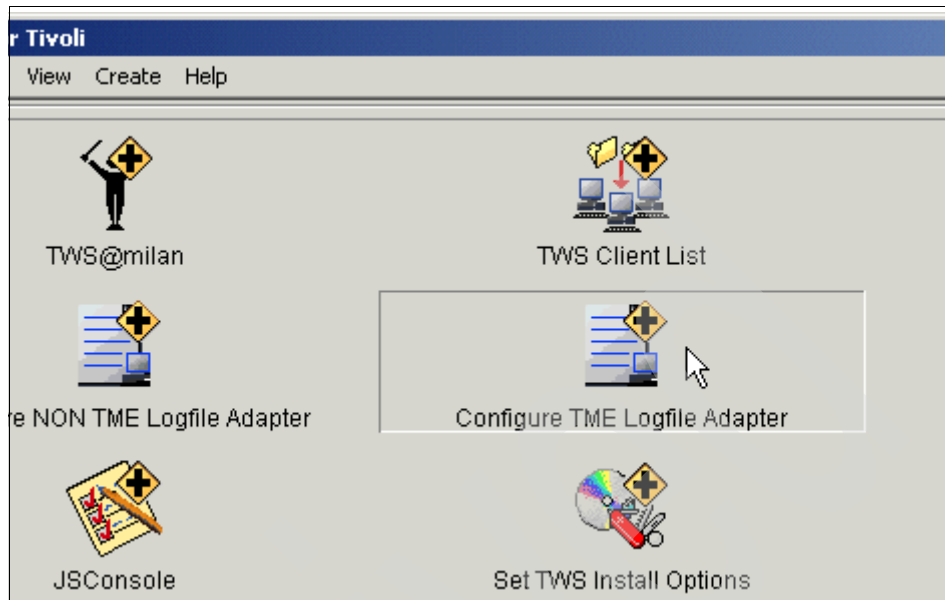 r Tivoli
View Create Help
TWS@milan
TWS Client List
re NON TME Logfile Adapter
Configure TME Logfile Adapter
JSConsole
Set TWS Install Options